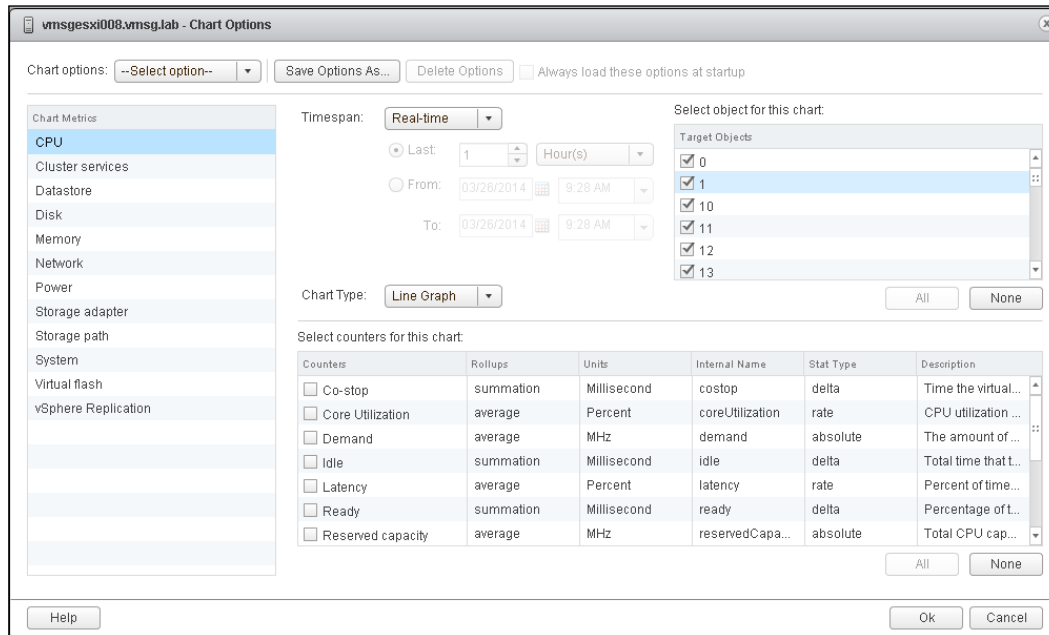 vmsgesxi008.vmsg.lab - Chart Options
Chart options: --Select option-- Save Options As... Delete Options Always load these options at startup
Chart Metrics
CPU
Cluster services
Datastore
Disk
Memory
Network
Power
Storage adapter
Storage path
System
Virtual flash
vSphere Replication
Timespan: Real-time
Last: 1 Hour(s)
From: 03/26/2014 9:28 AM
To: 03/26/2014 9:28 AM
Chart Type: Line Graph
Select object for this chart:
Target Objects
0
1
10
11
12
13
All None
Select counters for this chart:
Counters Rollups Units Internal Name Stat Type Description
Co-stop summation Millisecond costop delta Time the virtual...
Core Utilization average Percent coreUtilization rate CPU utilization ...
Demand average MHz demand absolute The amount of ...
Idle summation Millisecond idle delta Total time that t...
Latency average Percent latency rate Percent of time...
Ready summation Millisecond ready delta Percentage of t...
Reserved capacity average MHz reservedCapa... absolute Total CPU cap...
All None
Help Ok Cancel